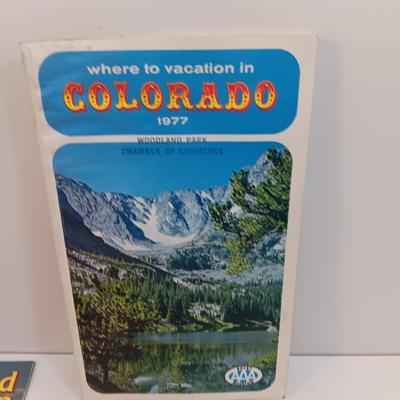 where to vacation in
COLORADO
1977
WOODLAND PARK
CHAMBER OF COMMERCE
AAA